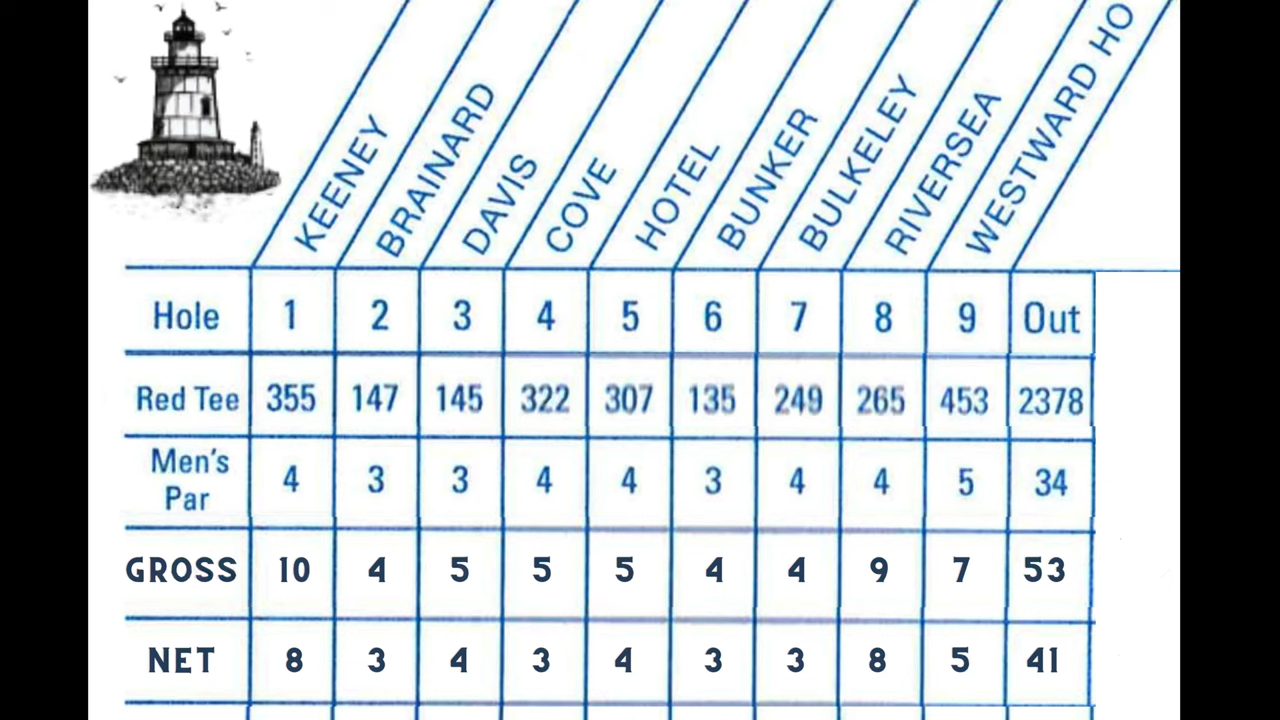 KEENEY BRAINARD DAVIS COVE HOTEL BUNKER BULKELEY RIVERSEA WESTWARD HO
Hole 1 2 3 4 5 6 7 8 9 Out
Red Tee 355 147 145 322 307 135 249 265 453 2378
Men's
Par 4 3 3 4 4 3 4 4 5 34
GROSS 10 4 5 5 5 4 4 9 7 53
NET 8 3 4 3 4 3 3 8 5 41